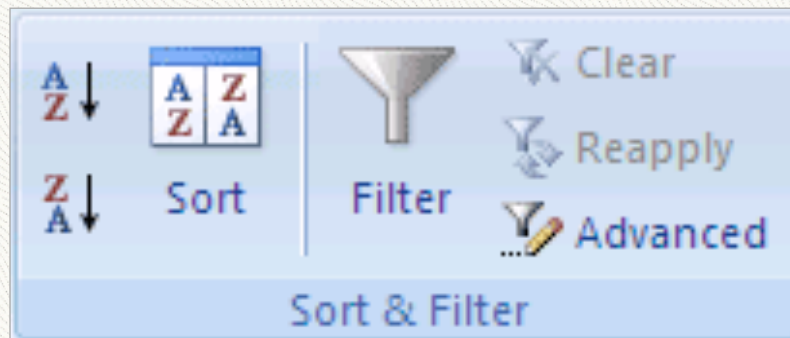 A
Z
Z
A
A Z
Z A
Sort
Filter
Clear
Reapply
Advanced
Sort & Filter